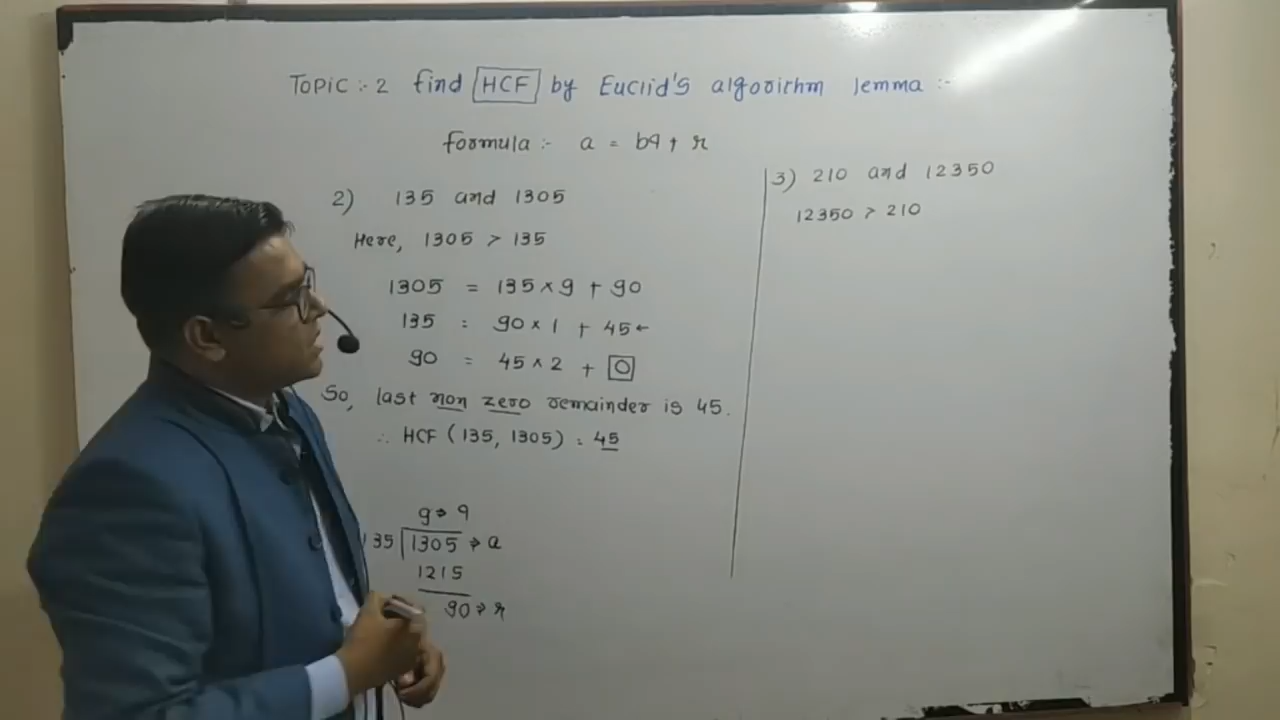 TOPIC :- 2 find HCF by Euclid's algorithm lemma :-
formula :- a = bq + r
2) 135 and 1305
Here, 1305 > 135
1305 = 135 × 9 + 90
135 = 90 × 1 + 45 ←
90 = 45 × 2 + 0
So, last non zero remainder is 45.
∴ HCF (135, 1305) = 45
9 → q
135 1305 → a
1215
90 → r
3) 210 and 12350
12350 > 210